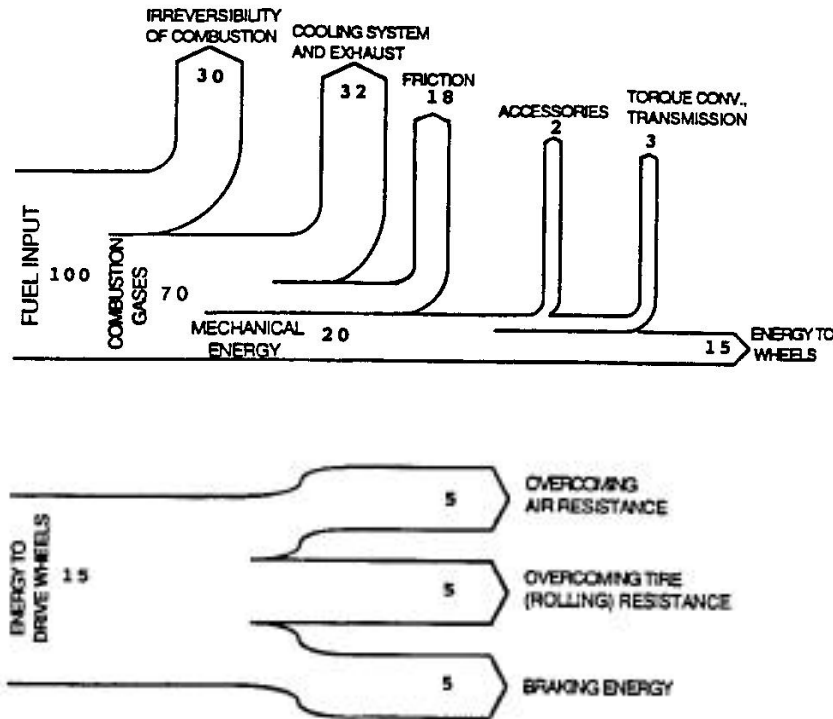 IRREVERSIBILITY
OF COMBUSTION
30
COOLING SYSTEM
AND EXHAUST
32
FRICTION
18
ACCESSORIES
2
TORQUE CONV.,
TRANSMISSION
3
FUEL INPUT
100
COMBUSTION
GASES
70
MECHANICAL
ENERGY
20
15
ENERGY TO
WHEELS
ENERGY TO
DRIVE WHEELS
15
5
OVERCOMING
AIR RESISTANCE
5
OVERCOMING TIRE
(ROLLING) RESISTANCE
5
BRAKING ENERGY